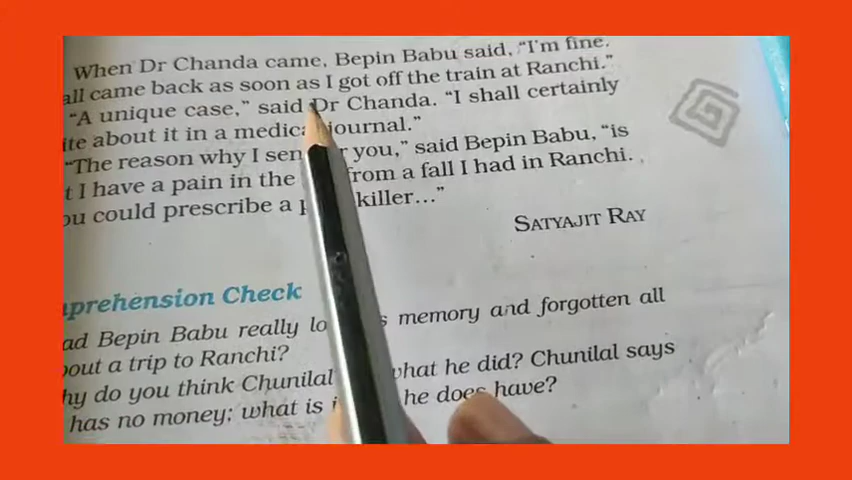 When Dr Chanda came, Bepin Babu said, “I'm fine.
all came back as soon as I got off the train at Ranchi.”
“A unique case,” said Dr Chanda. “I shall certainly
ite about it in a medica journal.”
“The reason why I sen r you,” said Bepin Babu, “is
t I have a pain in the from a fall I had in Ranchi.
ou could prescribe a p killer...”
SATYAJIT RAY
prehension Check
ad Bepin Babu really lo s memory and forgotten all
out a trip to Ranchi?
hy do you think Chunilal what he did? Chunilal says
has no money; what is i he does have?